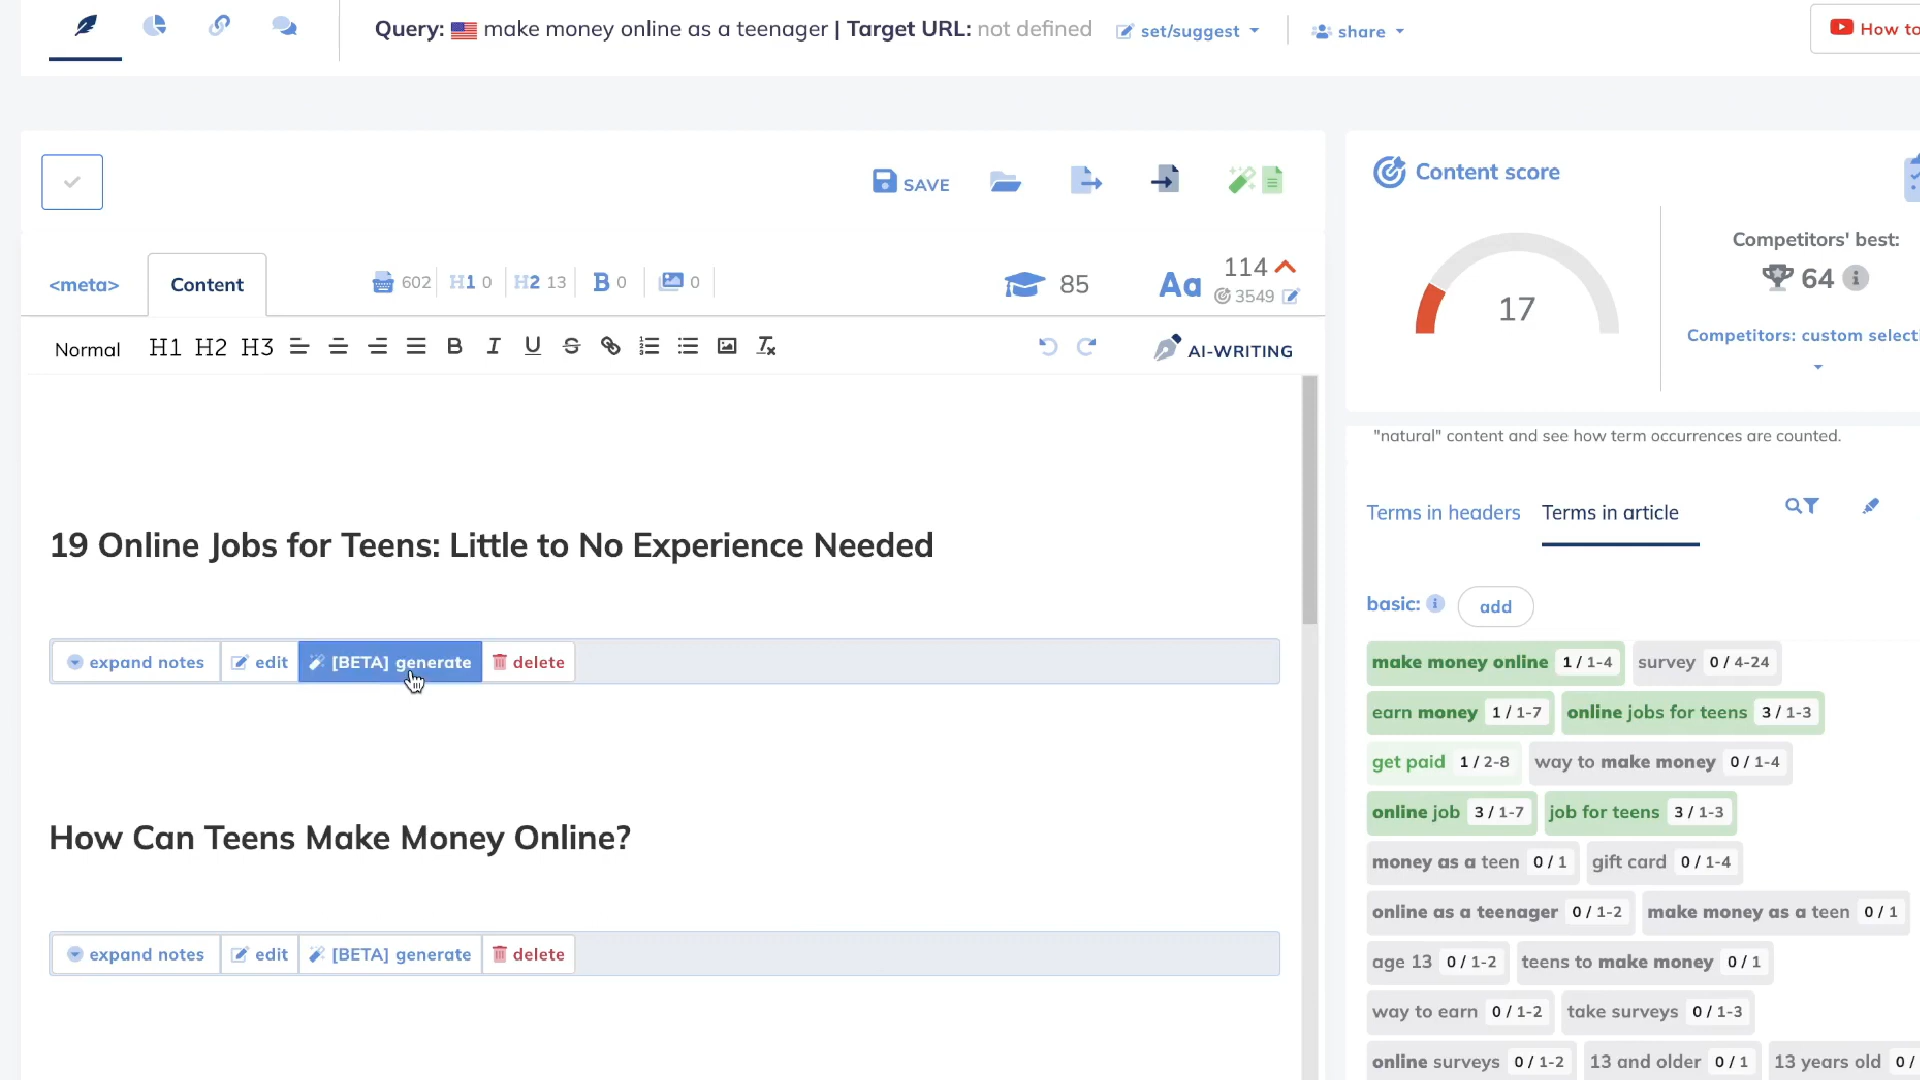 Query: make money online as a teenager | Target URL: not defined set/suggest share How to
SAVE
Content score
Competitors' best:
64
17
Competitors: custom select
<meta> Content 602 H1 0 H2 13 B 0 0 85 Aa 114
3549
Normal H1 H2 H3 B I U S AI-WRITING
"natural" content and see how term occurrences are counted.
Terms in headers Terms in article
19 Online Jobs for Teens: Little to No Experience Needed
basic: add
expand notes edit [BETA] generate delete
make money online 1 / 1-4 survey 0 / 4-24
earn money 1 / 1-7 online jobs for teens 3 / 1-3
get paid 1 / 2-8 way to make money 0 / 1-4
online job 3 / 1-7 job for teens 3 / 1-3
How Can Teens Make Money Online?
money as a teen 0 / 1 gift card 0 / 1-4
online as a teenager 0 / 1-2 make money as a teen 0 / 1
expand notes edit [BETA] generate delete
age 13 0 / 1-2 teens to make money 0 / 1
way to earn 0 / 1-2 take surveys 0 / 1-3
online surveys 0 / 1-2 13 and older 0 / 1 13 years old 0 /